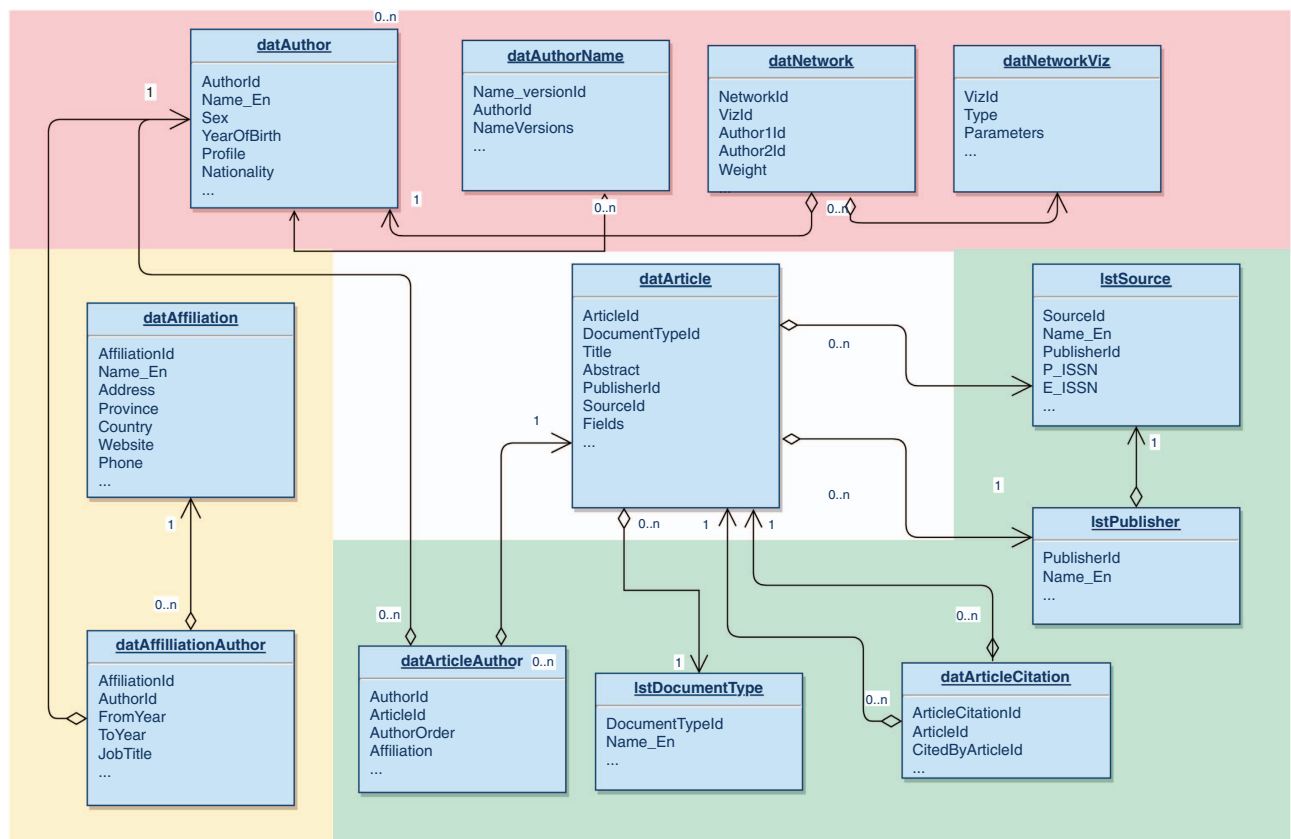 0..n
datAuthor
AuthorId
Name_En
Sex
YearOfBirth
Profile
Nationality
...
datAuthorName
Name_versionId
AuthorId
NameVersions
...
datNetwork
NetworkId
VizId
Author1Id
Author2Id
Weight
...
datNetworkViz
VizId
Type
Parameters
...
1
1
0..n
0..n
datAffiliation
AffiliationId
Name_En
Address
Province
Country
Website
Phone
...
datArticle
ArticleId
DocumentTypeId
Title
Abstract
PublisherId
SourceId
Fields
...
lstSource
SourceId
Name_En
PublisherId
P_ISSN
E_ISSN
...
0..n
1
0..n
1
1
lstPublisher
PublisherId
Name_En
...
1
0..n
1
1
0..n
0..n
0..n
datAffilliationAuthor
AffiliationId
AuthorId
FromYear
ToYear
JobTitle
...
datArticleAuthor
0..n
AuthorId
ArticleId
AuthorOrder
Affiliation
...
1
lstDocumentType
DocumentTypeId
Name_En
...
0..n
datArticleCitation
ArticleCitationId
ArticleId
CitedByArticleId
...